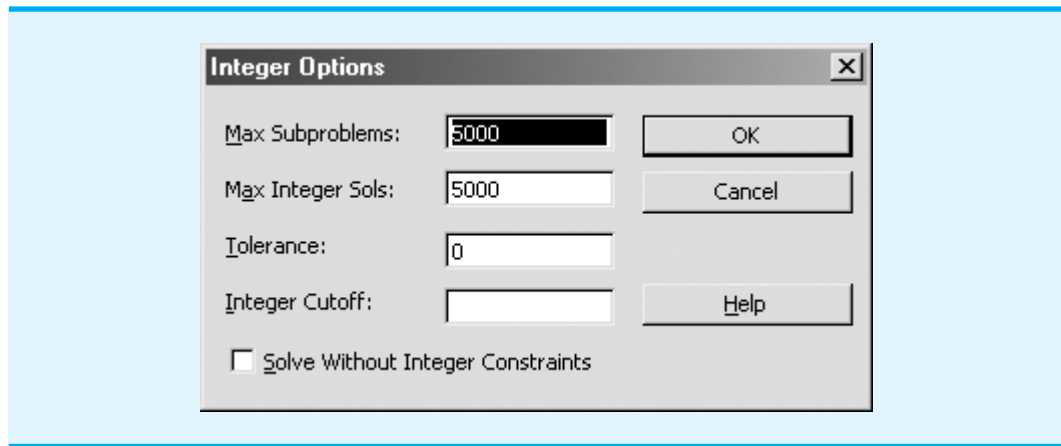 Integer Options
Max Subproblems: 5000 OK
Max Integer Sols: 5000 Cancel
Tolerance: 0
Integer Cutoff: Help
Solve Without Integer Constraints